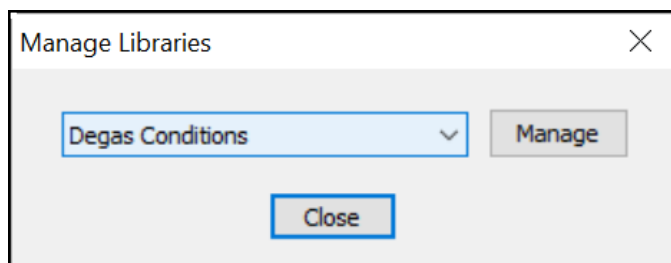 Manage Libraries
Degas Conditions
Manage
Close